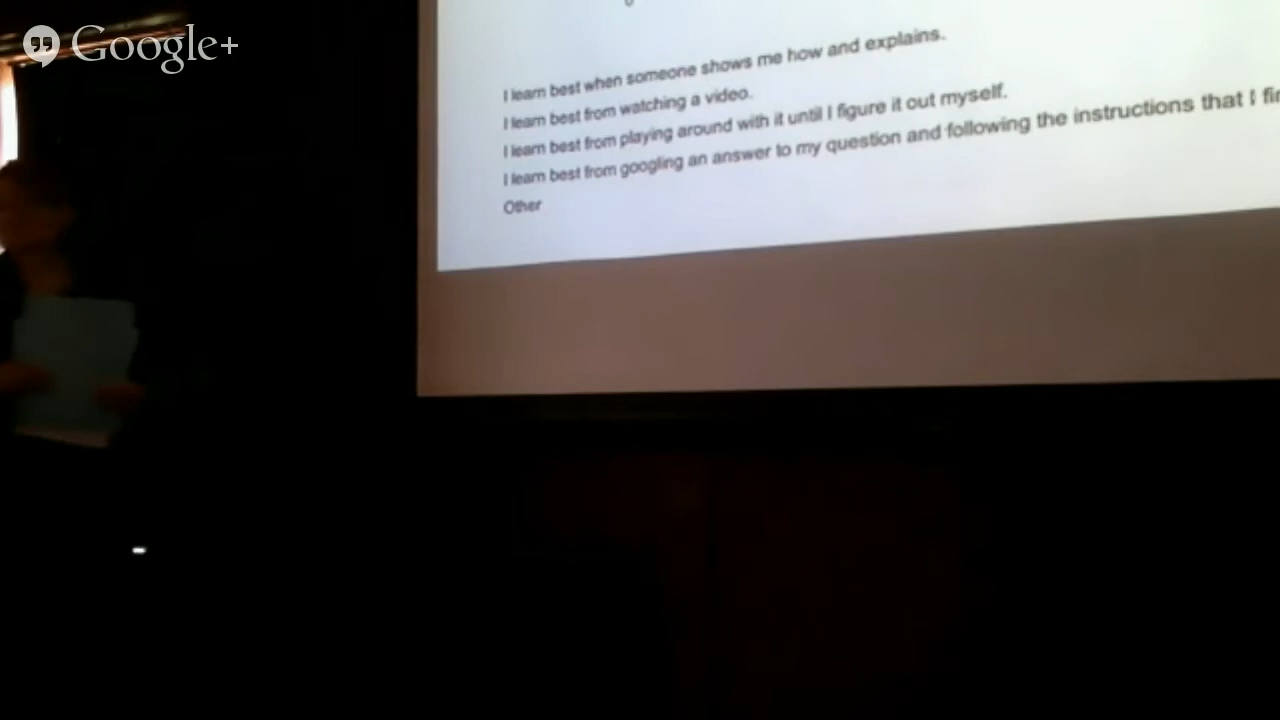 Google+
I learn best when someone shows me how and explains.
I learn best from watching a video.
I learn best from playing around with it until I figure it out myself.
I learn best from googling an answer to my question and following the instructions that I
Other